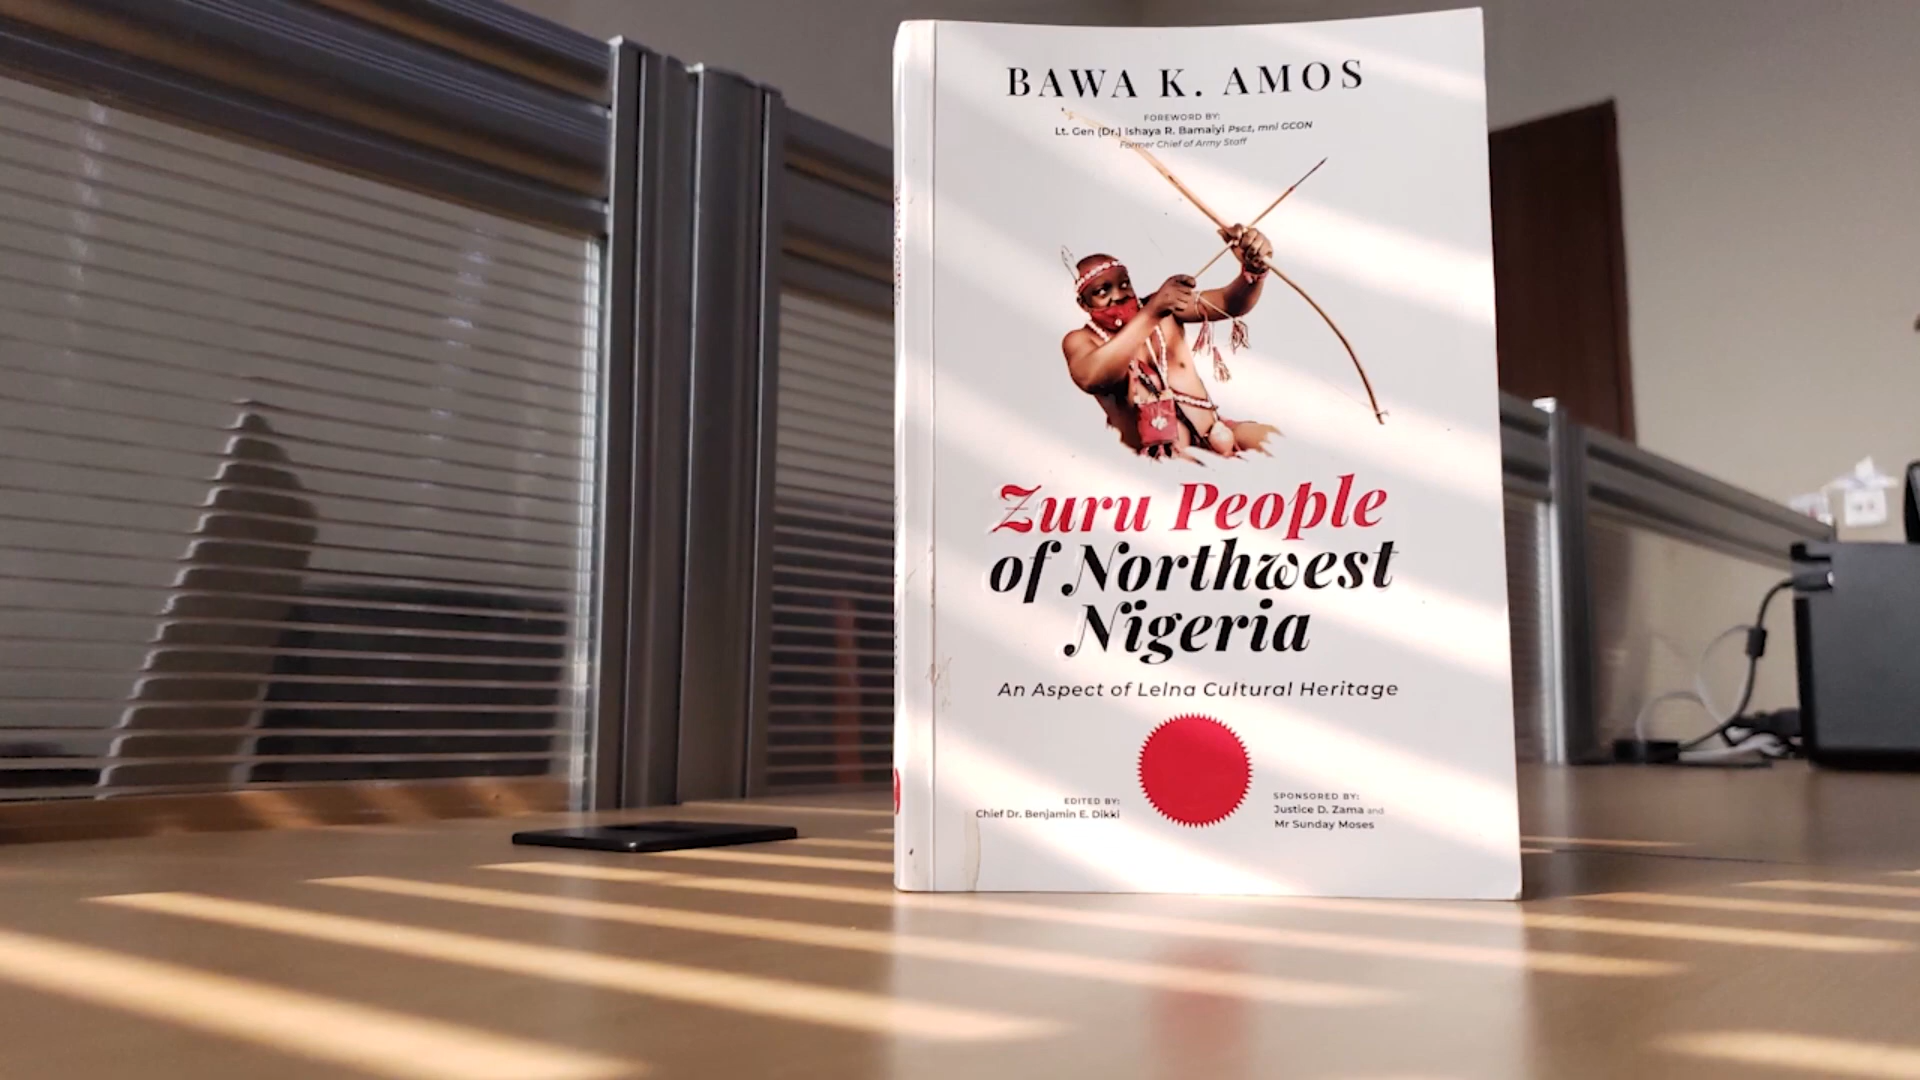 BAWA K. AMOS
FOREWORD BY:
Lt. Gen (Dr.) Ishaya R. Bamaiyi Pscz, mni GCON
Former Chief of Army Staff
Zuru People
of Northwest
Nigeria
An Aspect of Lelna Cultural Heritage
EDITED BY:
Chief Dr. Benjamin E. Dikki
SPONSORED BY:
Justice D. Zama and
Mr Sunday Moses